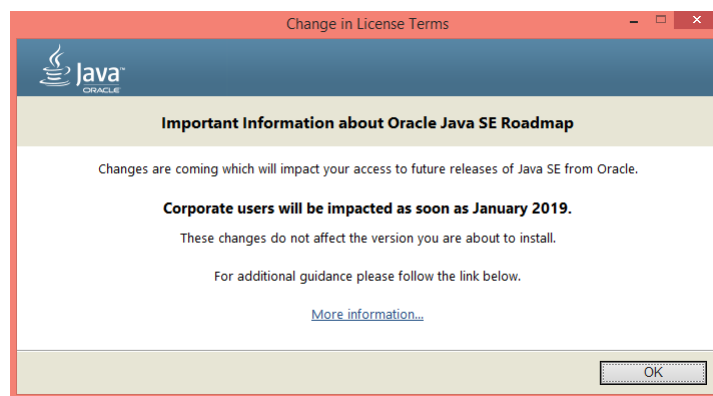 Change in License Terms
Java™
ORACLE
Important Information about Oracle Java SE Roadmap
Changes are coming which will impact your access to future releases of Java SE from Oracle.
Corporate users will be impacted as soon as January 2019.
These changes do not affect the version you are about to install.
For additional guidance please follow the link below.
More information...
OK